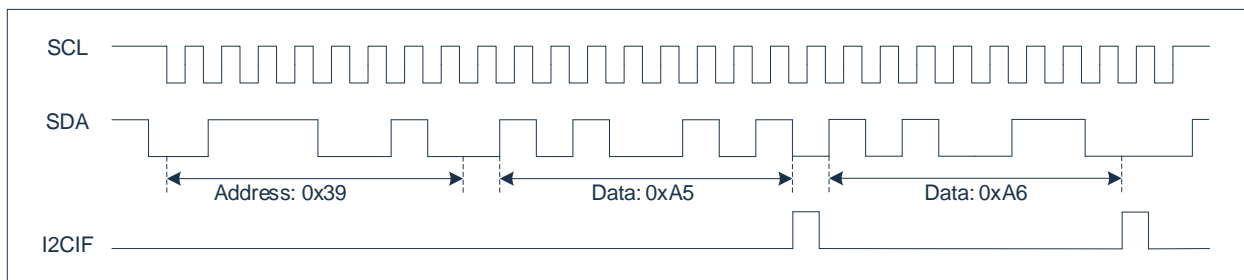 SCL
SDA
Address: 0x39 Data: 0xA5 Data: 0xA6
I2CIF